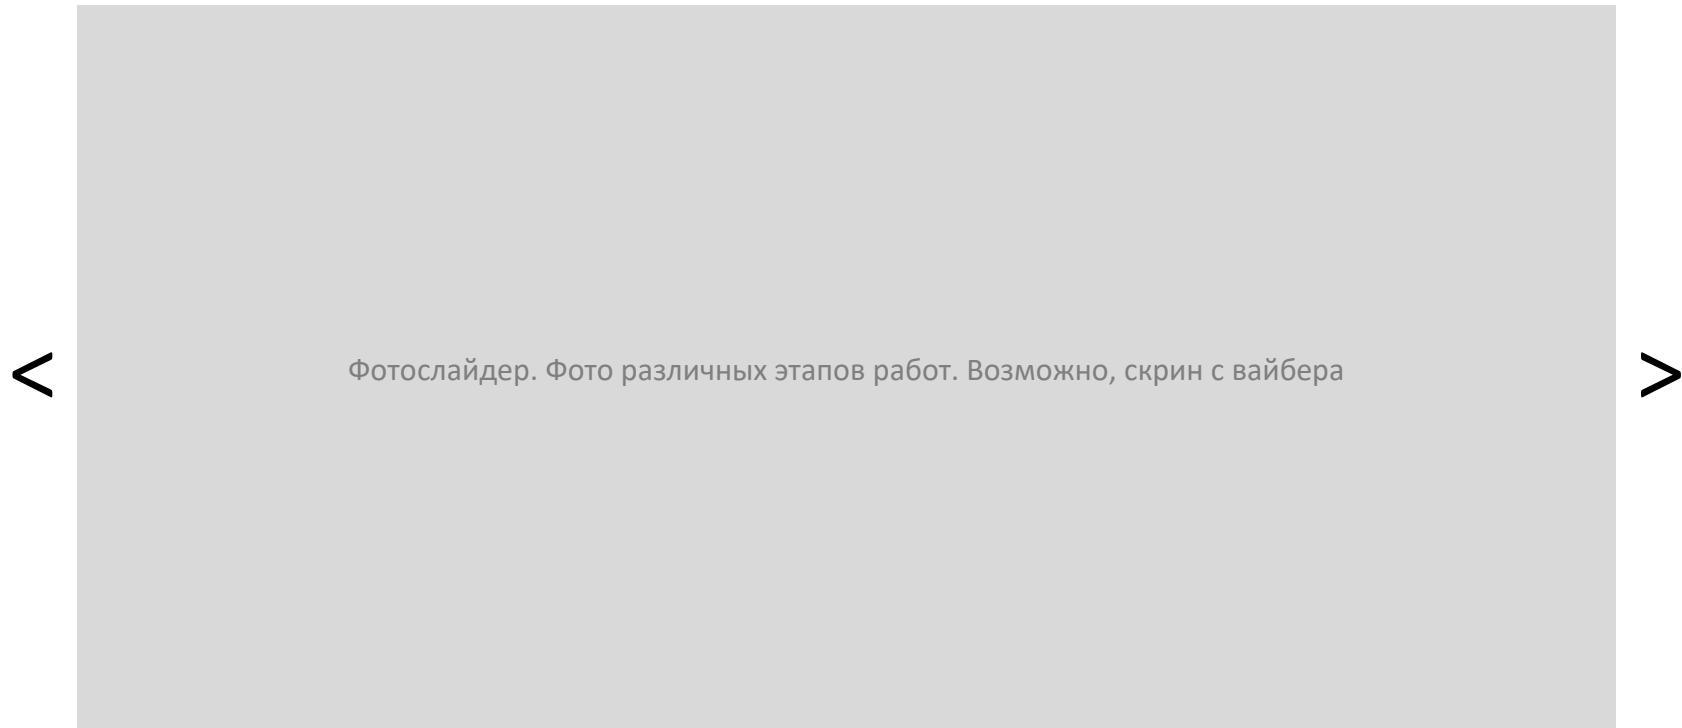 < Фотослайдер. Фото различных этапов работ. Возможно, скрин с вайбера >